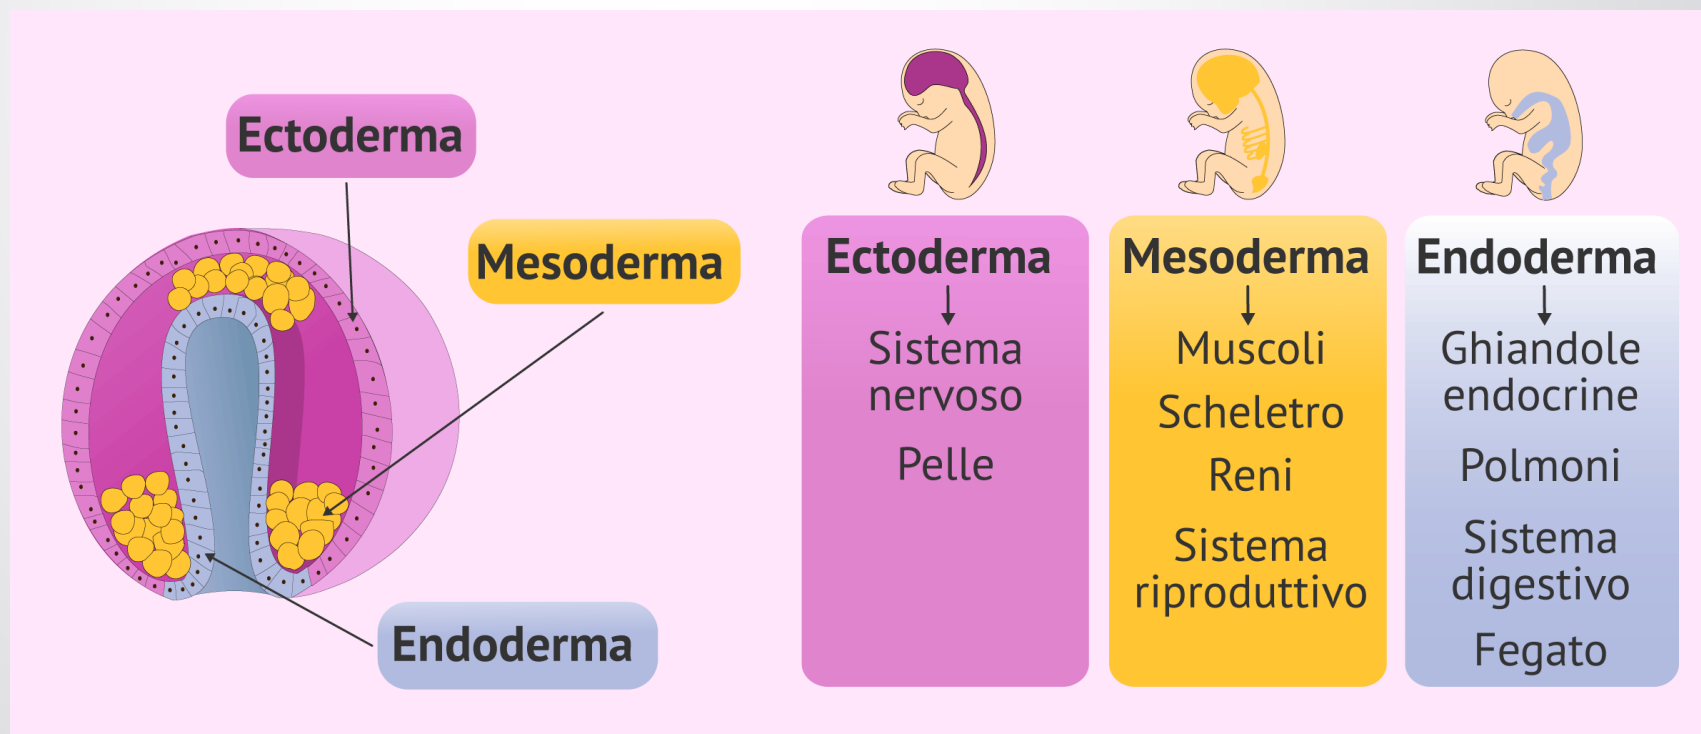 Ectoderma
Mesoderma
Endoderma
Ectoderma
Sistema
nervoso
Pelle
Mesoderma
Muscoli
Scheletro
Reni
Sistema
riproduttivo
Endoderma
Ghiandole
endocrine
Polmoni
Sistema
digestivo
Fegato